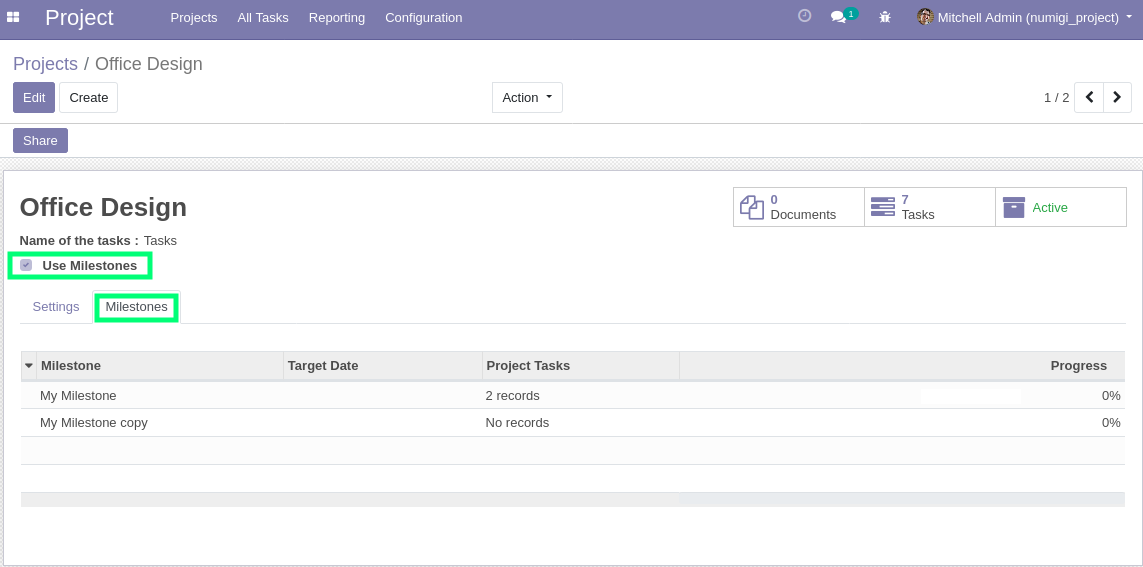 Project Projects All Tasks Reporting Configuration 1 Mitchell Admin (numigi_project)
Projects / Office Design
Edit Create Action 1 / 2
Share
Office Design
0 Documents
7 Tasks
Active
Name of the tasks : Tasks
Use Milestones
Settings Milestones
Milestone Target Date Project Tasks Progress
My Milestone 2 records 0%
My Milestone copy No records 0%